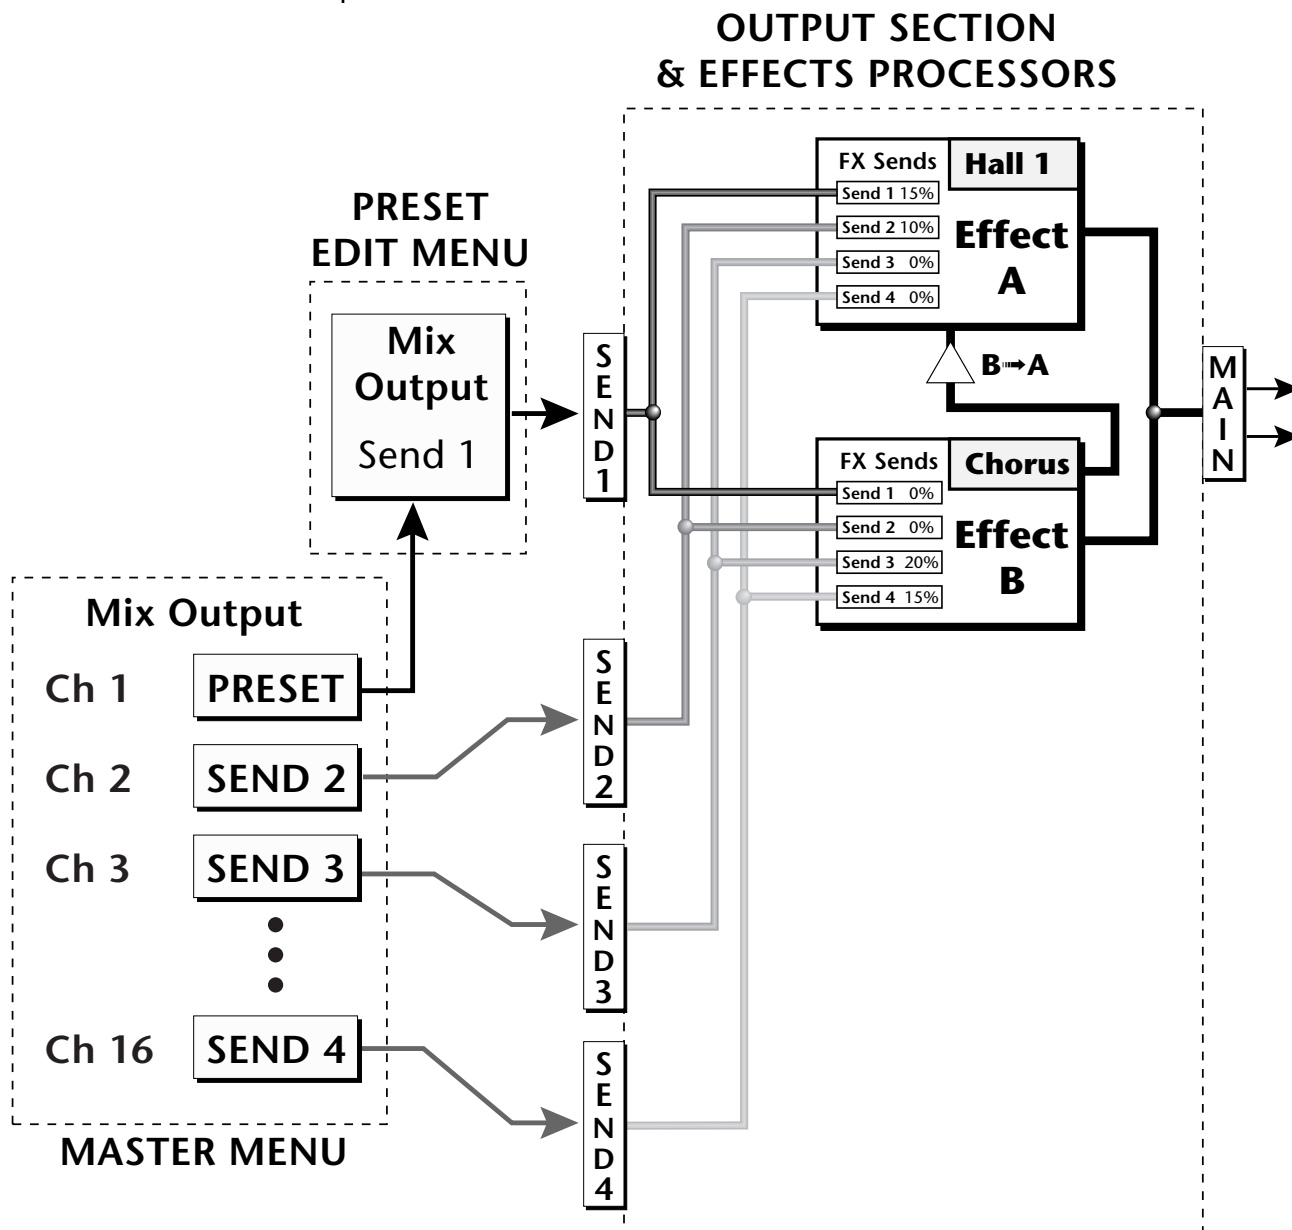 OUTPUT SECTION
& EFFECTS PROCESSORS
PRESET
EDIT MENU
Mix
Output
Send 1
SEND1
FX Sends
Hall 1
Send 1 15%
Send 2 10%
Send 3 0%
Send 4 0%
Effect
A
B➟A
MAIN
FX Sends
Chorus
Send 1 0%
Send 2 0%
Send 3 20%
Send 4 15%
Effect
B
Mix Output
Ch 1 PRESET
Ch 2 SEND 2
Ch 3 SEND 3
Ch 16 SEND 4
MASTER MENU
SEND2
SEND3
SEND4